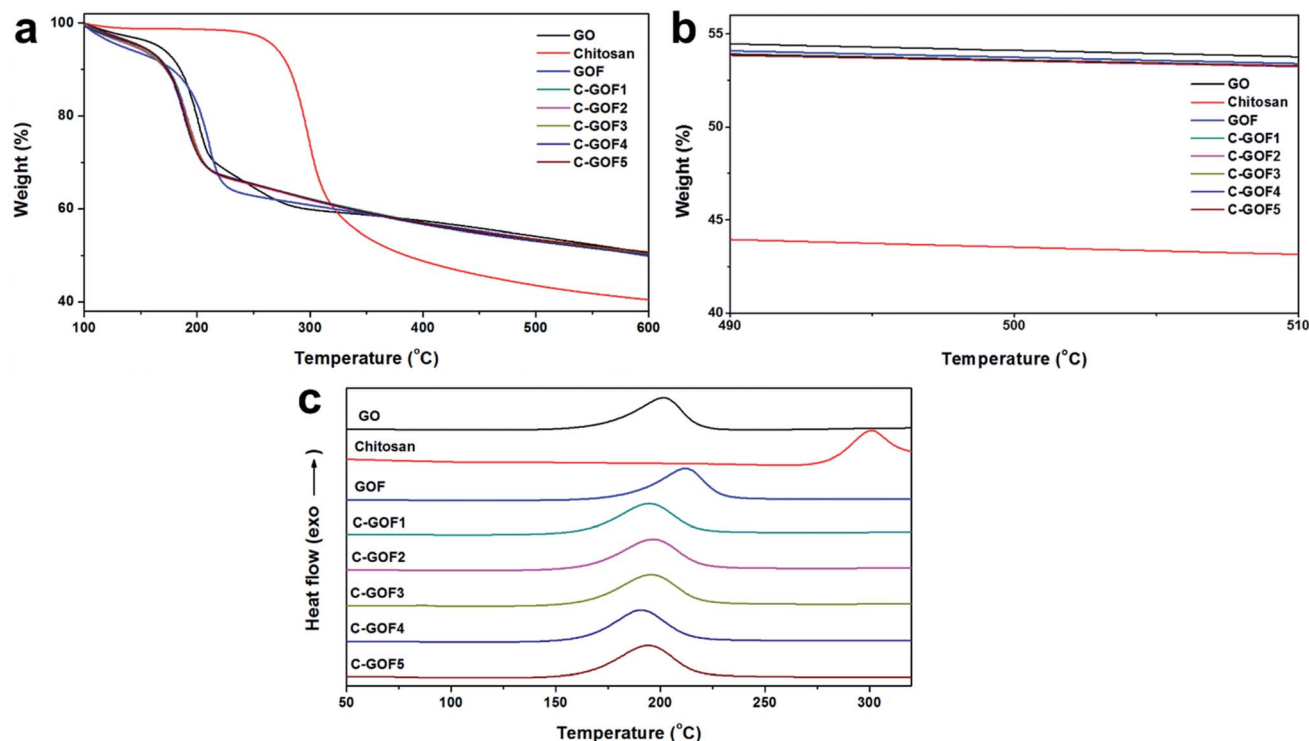 a
100
80
60
40
Weight (%)
GO
Chitosan
GOF
C-GOF1
C-GOF2
C-GOF3
C-GOF4
C-GOF5
100 200 300 400 500 600
Temperature (°C)
b
55
50
45
40
Weight (%)
GO
Chitosan
GOF
C-GOF1
C-GOF2
C-GOF3
C-GOF4
C-GOF5
490 500 510
Temperature (°C)
c
Heat flow (exo ⟶ )
GO
Chitosan
GOF
C-GOF1
C-GOF2
C-GOF3
C-GOF4
C-GOF5
50 100 150 200 250 300
Temperature (°C)